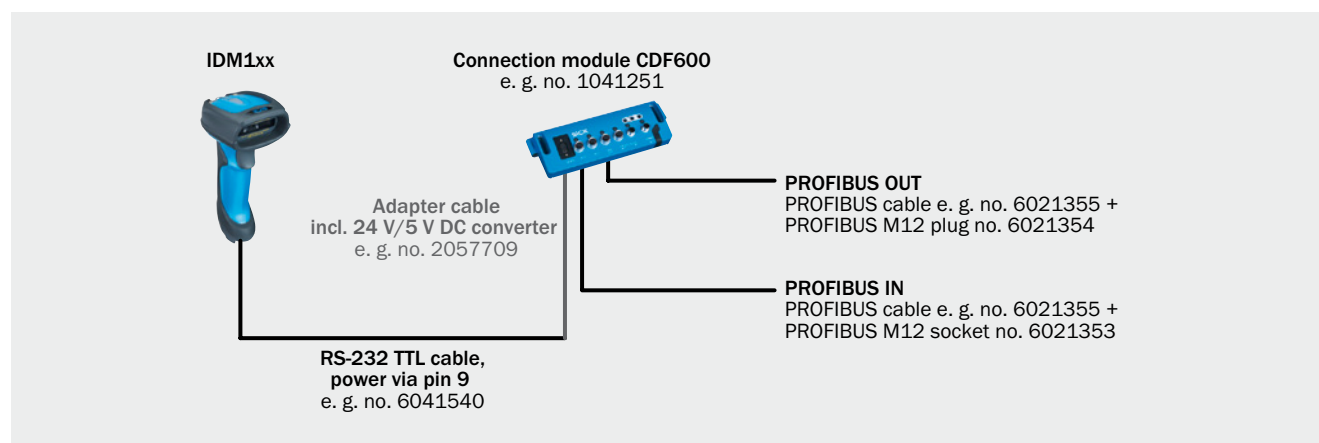 IDM1xx
Connection module CDF600
e. g. no. 1041251
SICK
PROFIBUS OUT
PROFIBUS cable e. g. no. 6021355 +
PROFIBUS M12 plug no. 6021354
Adapter cable
incl. 24 V/5 V DC converter
e. g. no. 2057709
PROFIBUS IN
PROFIBUS cable e. g. no. 6021355 +
PROFIBUS M12 socket no. 6021353
RS-232 TTL cable,
power via pin 9
e. g. no. 6041540